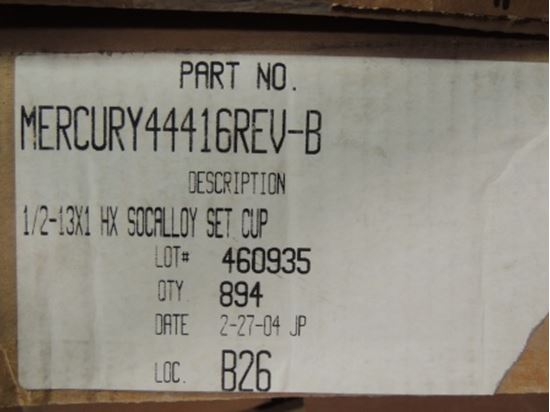 PART NO.
MERCURY44416REV-B
DESCRIPTION
1/2-13X1 HX SOCALLOY SET CUP
LOT# 460935
QTY 894
DATE 2-27-04 JP
LOC. B26